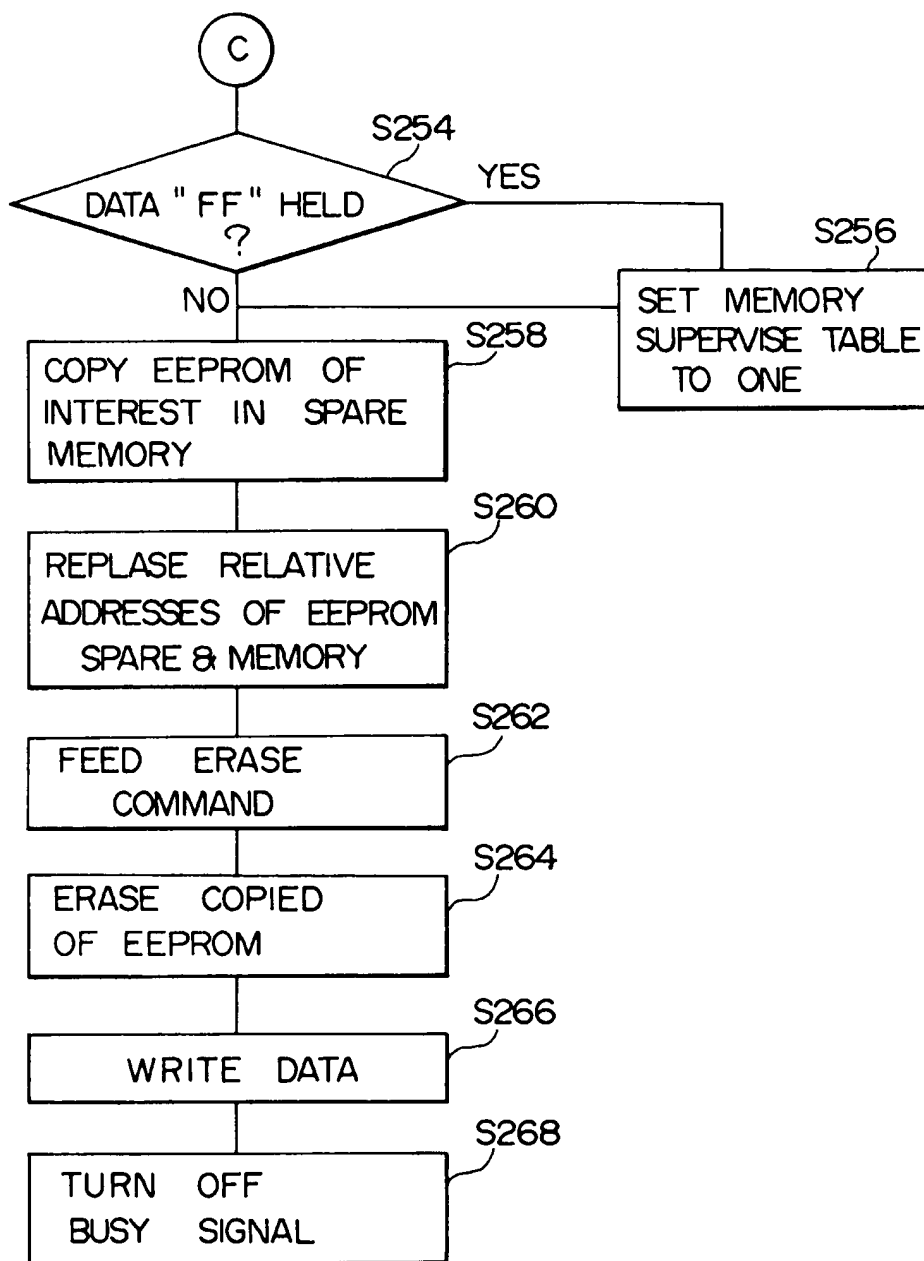 C
S254
DATA "FF" HELD
?
YES
NO
S256
SET MEMORY
SUPERVISE TABLE
TO ONE
S258
COPY EEPROM OF
INTEREST IN SPARE
MEMORY
S260
REPLASE RELATIVE
ADDRESSES OF EEPROM
SPARE & MEMORY
S262
FEED ERASE
COMMAND
S264
ERASE COPIED
OF EEPROM
S266
WRITE DATA
S268
TURN OFF
BUSY SIGNAL